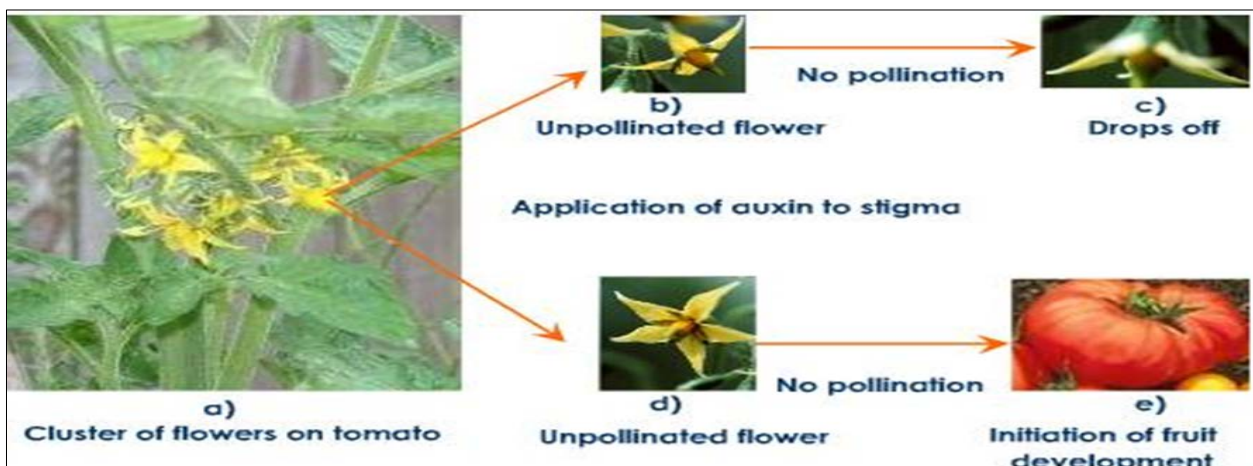 No pollination
b)
Unpollinated flower
c)
Drops off
Application of auxin to stigma
No pollination
a)
Cluster of flowers on tomato
d)
Unpollinated flower
e)
Initiation of fruit
development